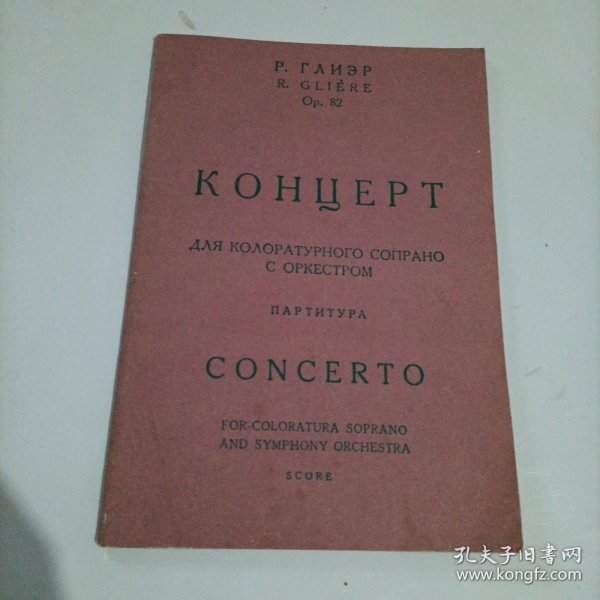 Р. ГЛИЭР
R. GLIÈRE
Op. 82
КОНЦЕРТ
ДЛЯ КОЛОРАТУРНОГО СОПРАНО
С ОРКЕСТРОМ
ПАРТИТУРА
CONCERTO
FOR-COLORATURA SOPRANO
AND SYMPHONY ORCHESTRA
SCORE
孔夫子旧书网
www.kongfz.com